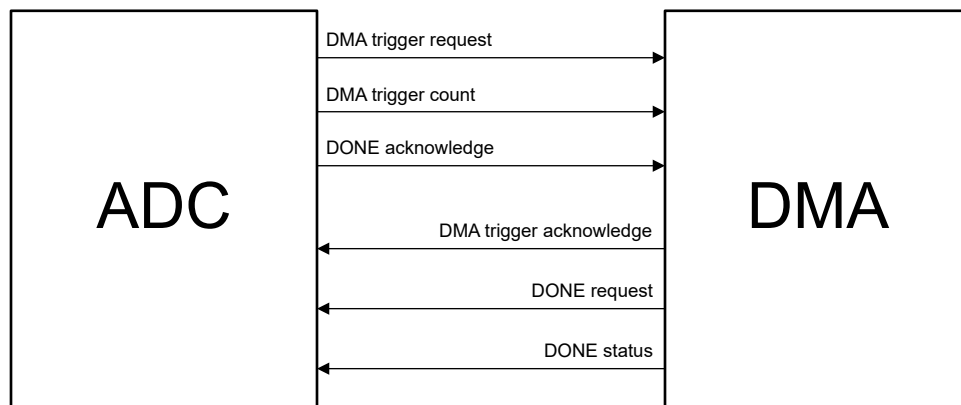 ADC
DMA trigger request
DMA trigger count
DONE acknowledge
DMA trigger acknowledge
DONE request
DONE status
DMA